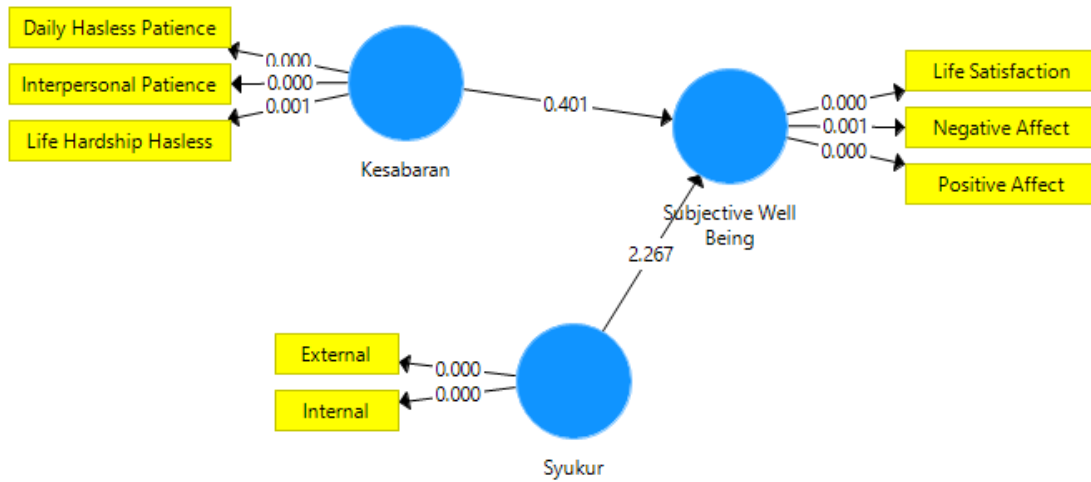 Daily Hasless Patience
Interpersonal Patience
Life Hardship Hasless
0.000
0.000
0.001
Kesabaran
0.401
Subjective Well
Being
0.000
0.001
0.000
Life Satisfaction
Negative Affect
Positive Affect
2.267
External
Internal
0.000
0.000
Syukur